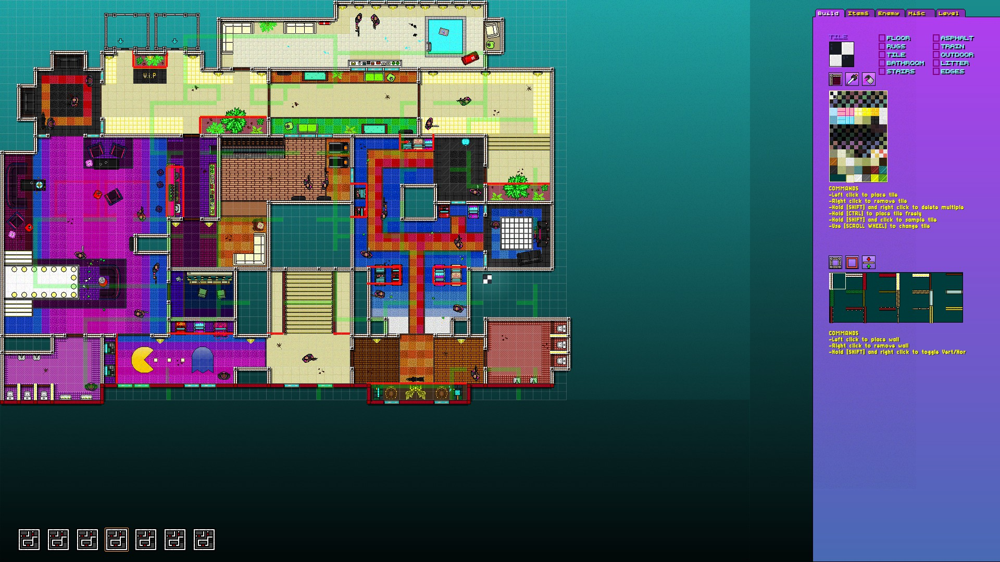 Build ItemS Enemy Misc Level
TILE
FLOOR ASPHALT
RUGS TRAIN
TILE OUTDOOR
BATHROOM LITTER
STAIRS EDGES
V.i.P
COMMANDS
-Left click to place tile
-Right click to remove tile
-Hold [SHIFT] and right click to delete multiple
-Hold [CTRL] to place tile freely
-Hold [SHIFT] and click to sample tile
-Use [SCROLL WHEEL] to change tile
COMMANDS
-Left click to place wall
-Right click to remove wall
-Hold [SHIFT] and right click to toggle Vert/Hor